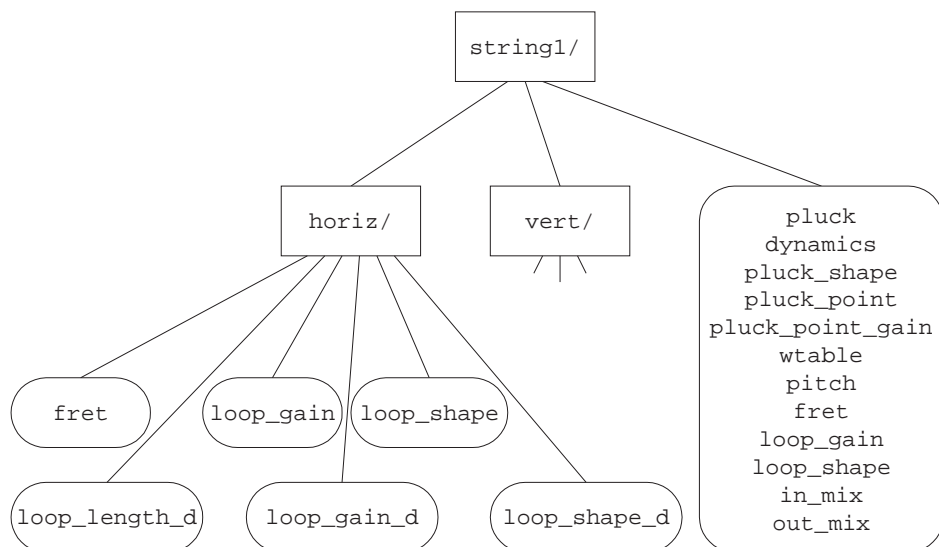 string1/
horiz/
vert/
pluck
dynamics
pluck_shape
pluck_point
pluck_point_gain
wtable
pitch
fret
loop_gain
loop_shape
in_mix
out_mix
fret
loop_gain
loop_shape
loop_length_d
loop_gain_d
loop_shape_d